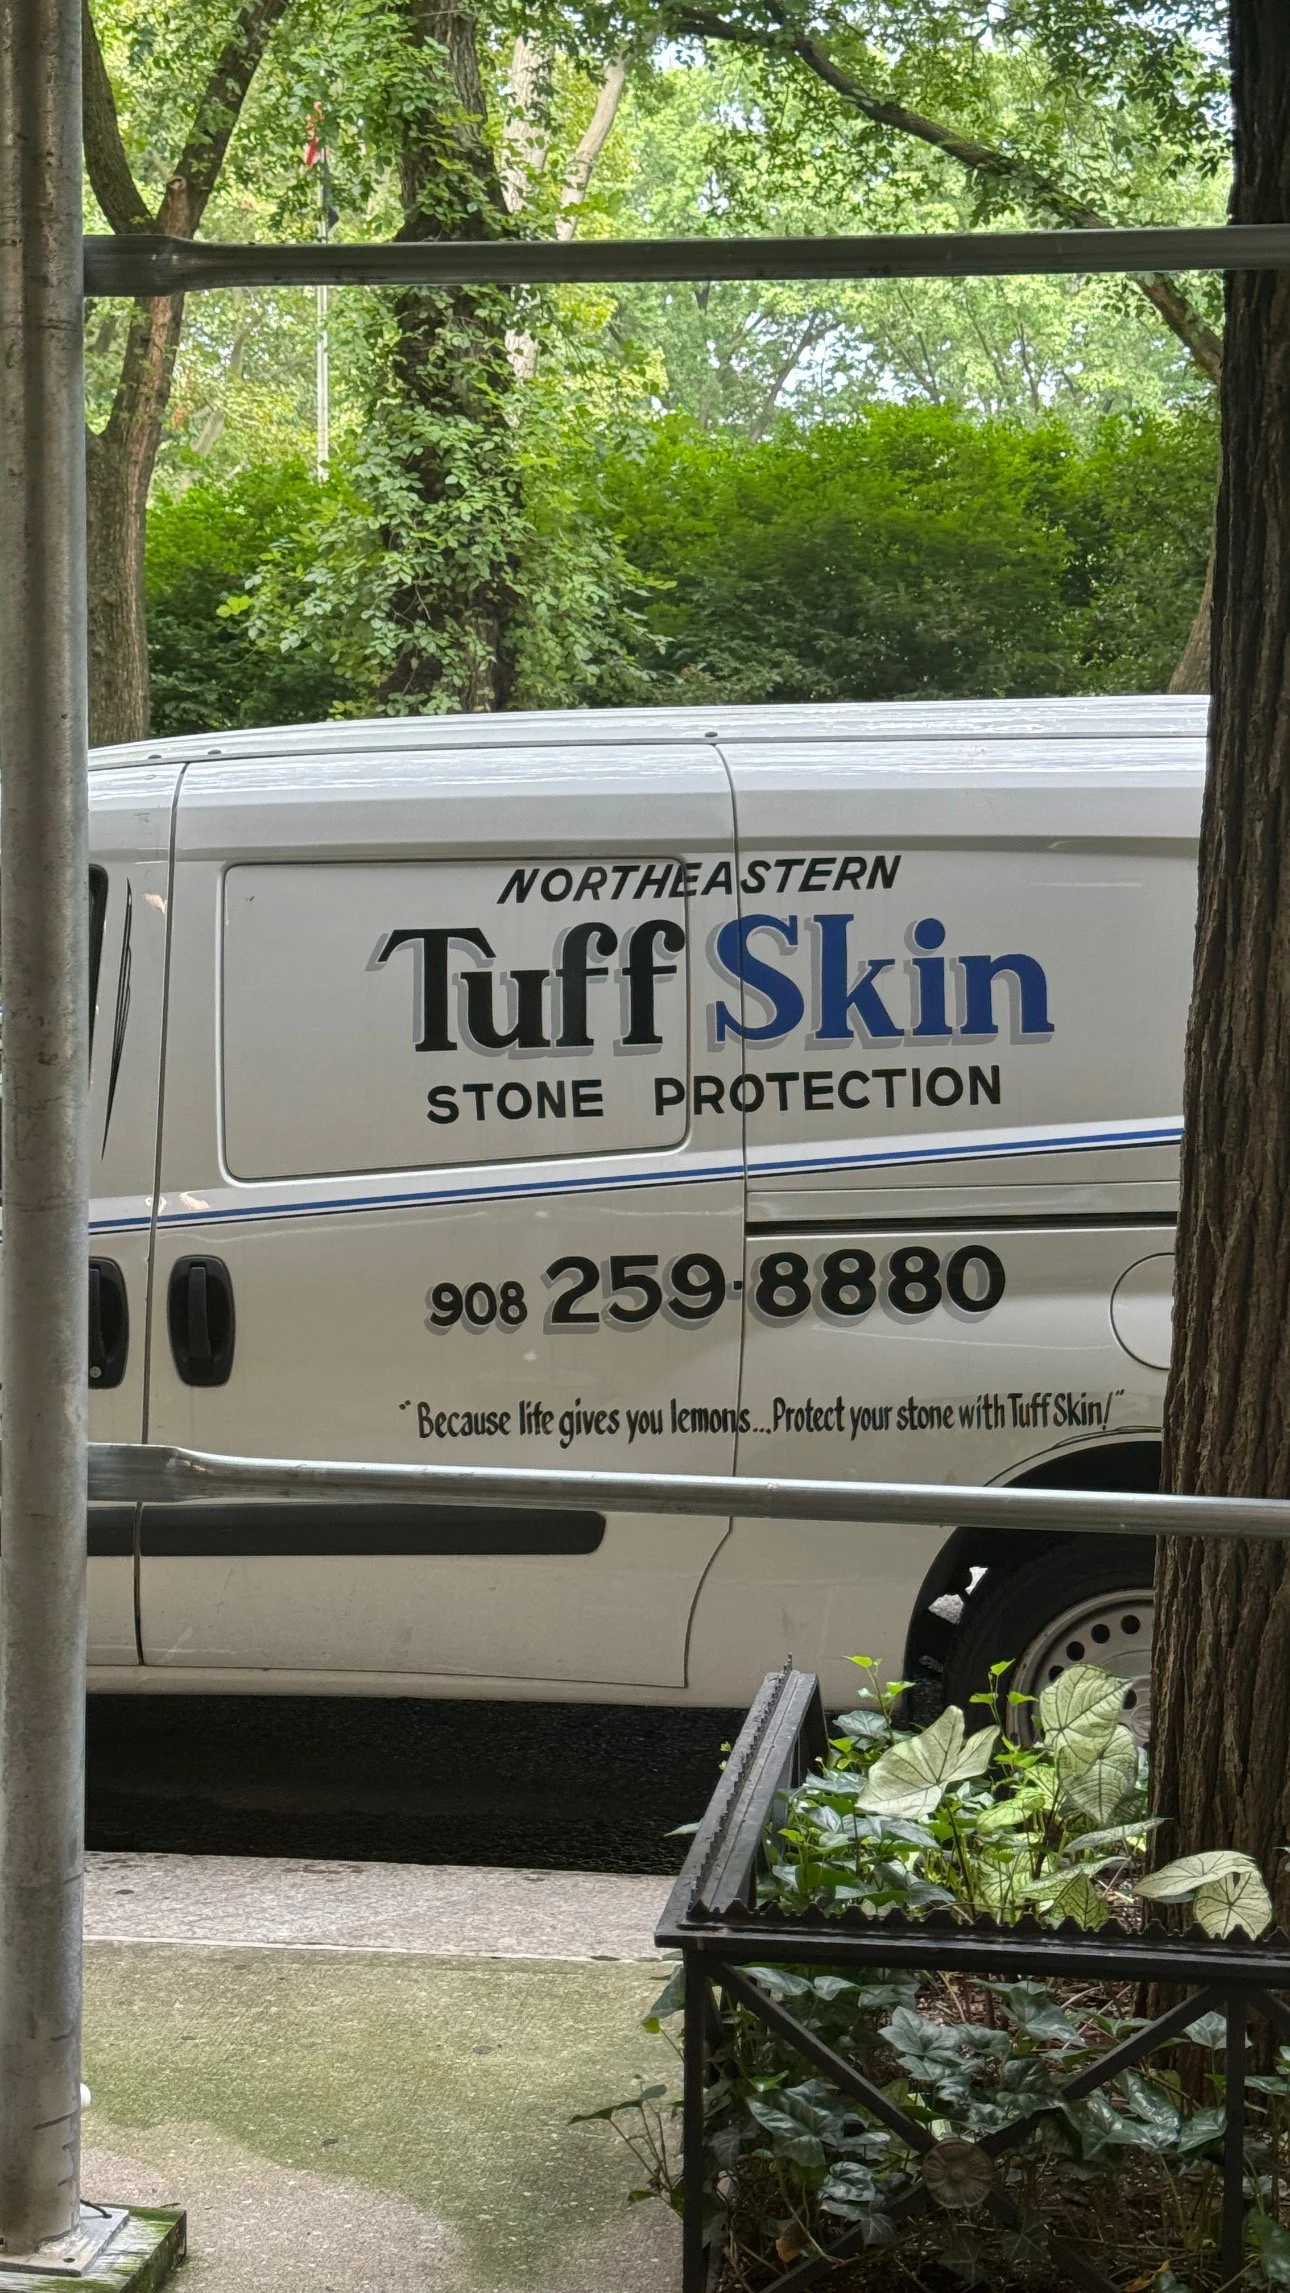 NORTHEASTERN
Tuff Skin
STONE PROTECTION
908 259·8880
"Because life gives you lemons...Protect your stone with Tuff Skin!"